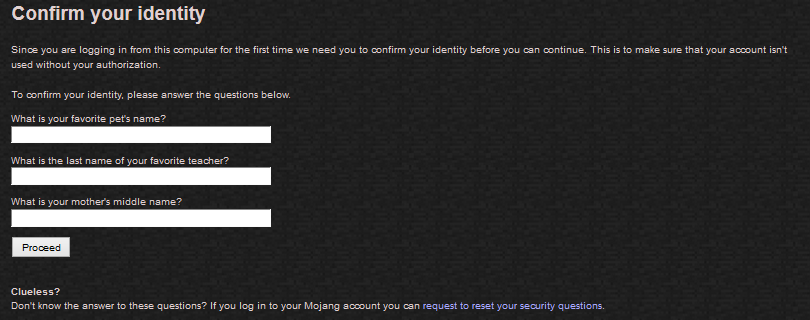 Confirm your identity
Since you are logging in from this computer for the first time we need you to confirm your identity before you can continue. This is to make sure that your account isn't
used without your authorization.
To confirm your identity, please answer the questions below.
What is your favorite pet's name?
What is the last name of your favorite teacher?
What is your mother's middle name?
Proceed
Clueless?
Don't know the answer to these questions? If you log in to your Mojang account you can request to reset your security questions.